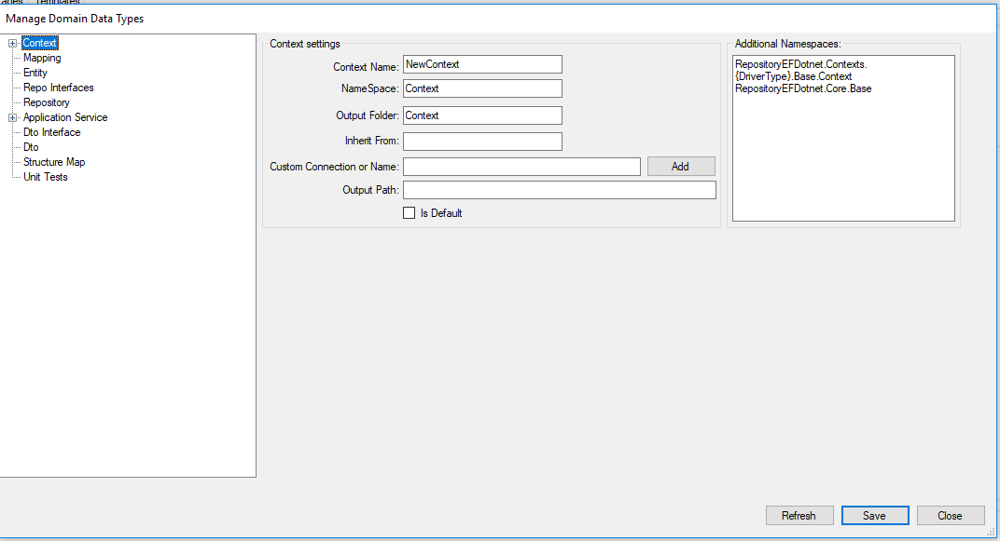 Templates
Manage Domain Data Types
Context
Mapping
Entity
Repo Interfaces
Repository
Application Service
Dto Interface
Dto
Structure Map
Unit Tests
Context settings
Context Name: NewContext
NameSpace: Context
Output Folder: Context
Inherit From:
Custom Connection or Name: Add
Output Path:
Is Default
Additional Namespaces:
RepositoryEFDotnet.Contexts.
{DriverType}.Base.Context
RepositoryEFDotnet.Core.Base
Refresh Save Close